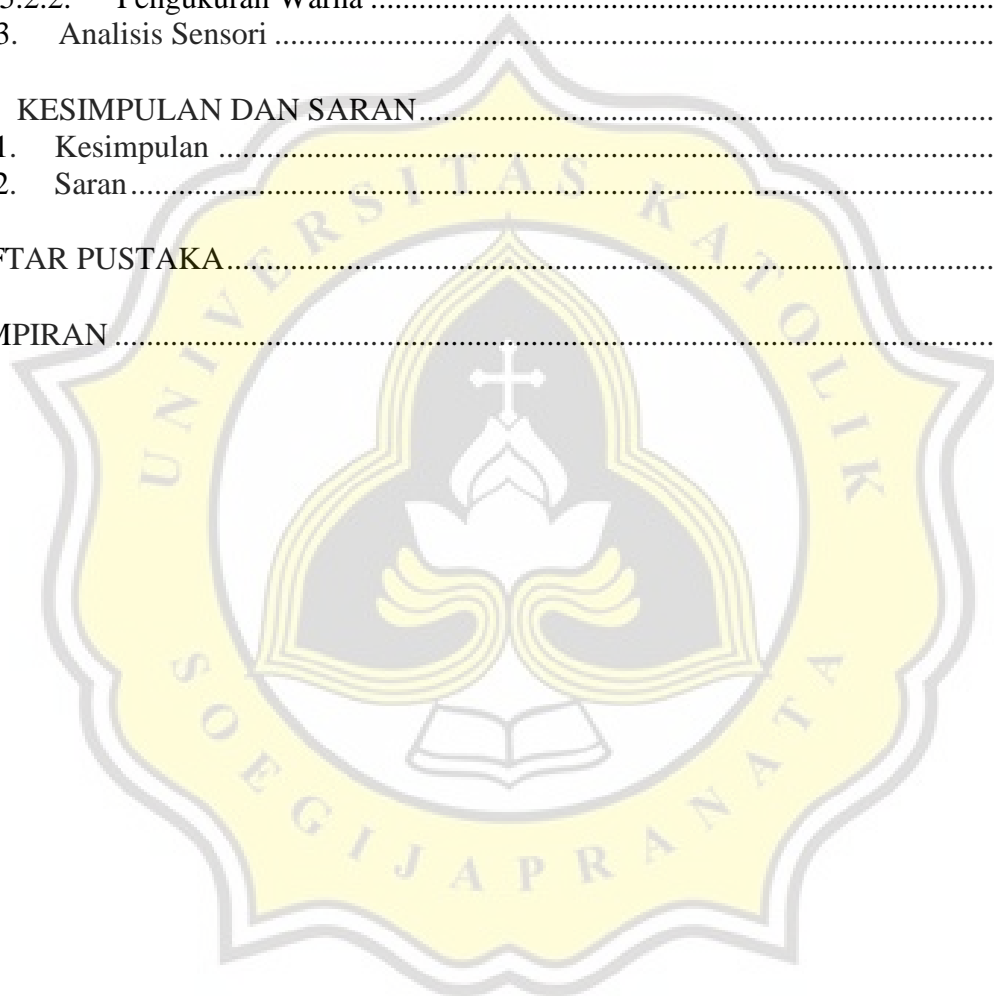 5.2.2. Pengukuran Warna ....................................................................................
3. Analisis Sensori ....................................................................................
KESIMPULAN DAN SARAN....................................................................................
1. Kesimpulan ....................................................................................
2. Saran....................................................................................
FTAR PUSTAKA....................................................................................
MPIRAN ....................................................................................
UNIVERSITAS KATOLIK
SOEGIJAPRANATA